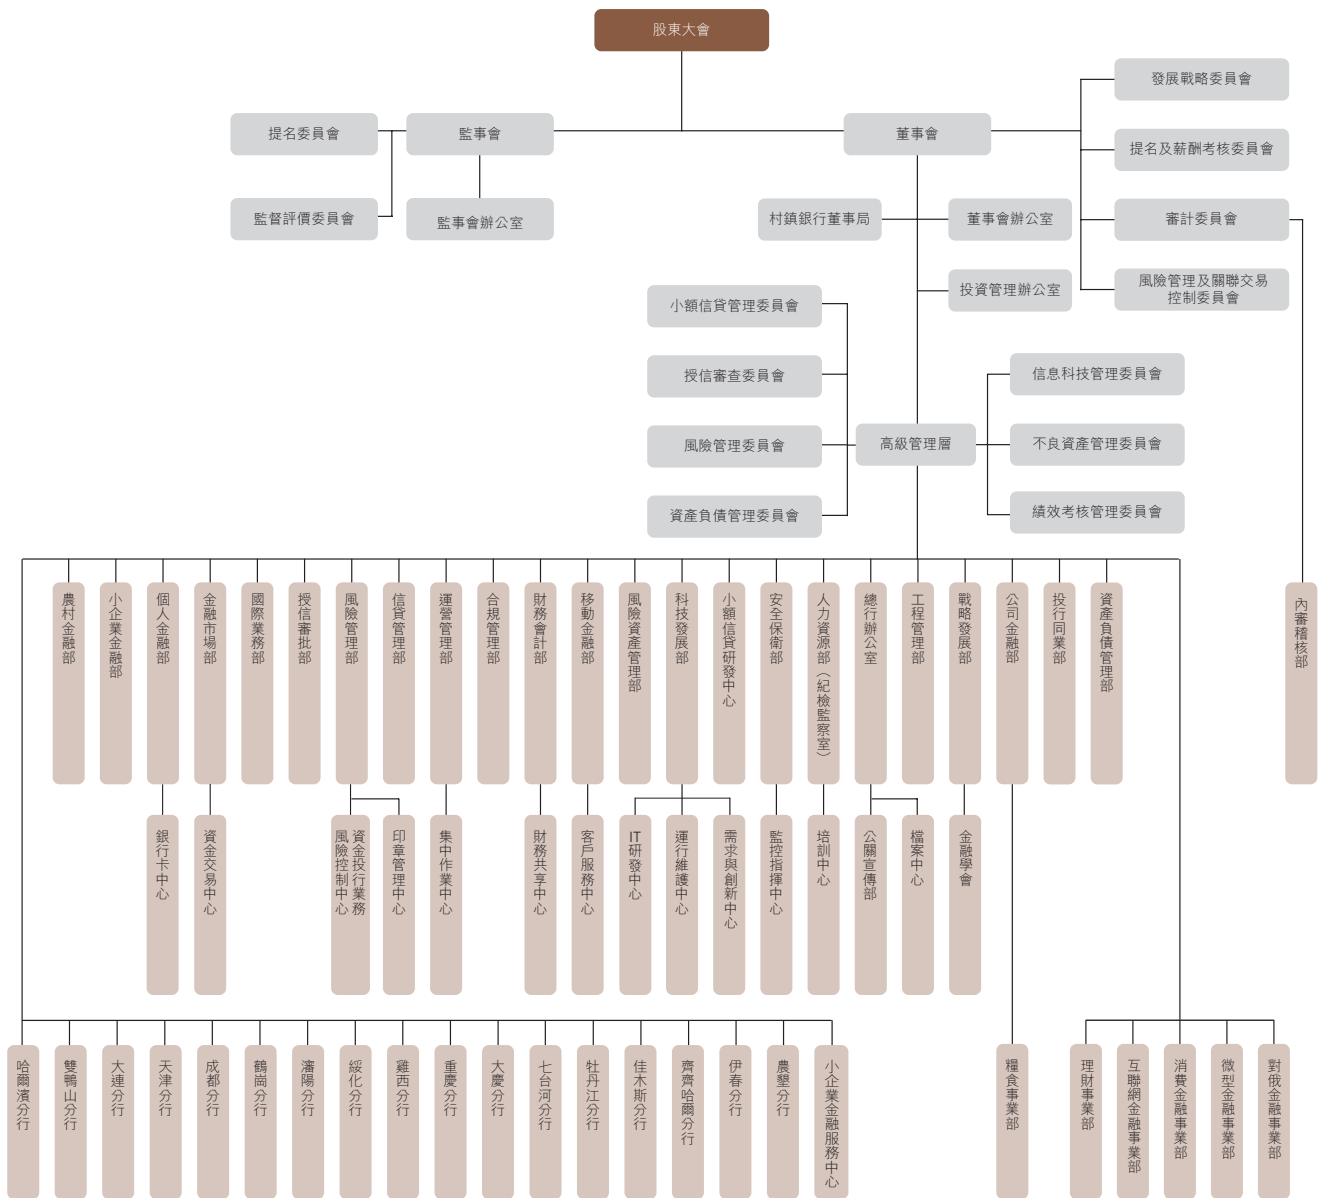 股東大會
發展戰略委員會
提名委員會
監事會
董事會
提名及薪酬考核委員會
監督評價委員會
監事會辦公室
村鎮銀行董事局
董事會辦公室
審計委員會
投資管理辦公室
風險管理及關聯交易
控制委員會
小額信貸管理委員會
授信審查委員會
信息科技管理委員會
風險管理委員會
高級管理層
不良資產管理委員會
資產負債管理委員會
績效考核管理委員會
農村金融部
小企業金融部
個人金融部
金融市場部
國際業務部
授信審批部
風險管理部
信貸管理部
運營管理部
合規管理部
財務會計部
移動金融部
風險資產管理部
科技發展部
小額信貸研發中心
安全保衛部
人力資源部（紀檢監察室）
總行辦公室
工程管理部
戰略發展部
公司金融部
投行同業部
資產負債管理部
內審稽核部
銀行卡中心
資金交易中心
資金投行業務
風險控制中心
印章管理中心
集中作業中心
財務共享中心
客戶服務中心
IT研發中心
運行維護中心
需求與創新中心
監控指揮中心
培訓中心
公關宣傳部
檔案中心
金融學會
哈爾濱分行
雙鴨山分行
大連分行
天津分行
成都分行
鶴崗分行
瀋陽分行
綏化分行
雞西分行
重慶分行
大慶分行
七台河分行
牡丹江分行
佳木斯分行
齊齊哈爾分行
伊春分行
農墾分行
小企業金融服務中心
糧食事業部
理財事業部
互聯網金融事業部
消費金融事業部
微型金融事業部
對俄金融事業部